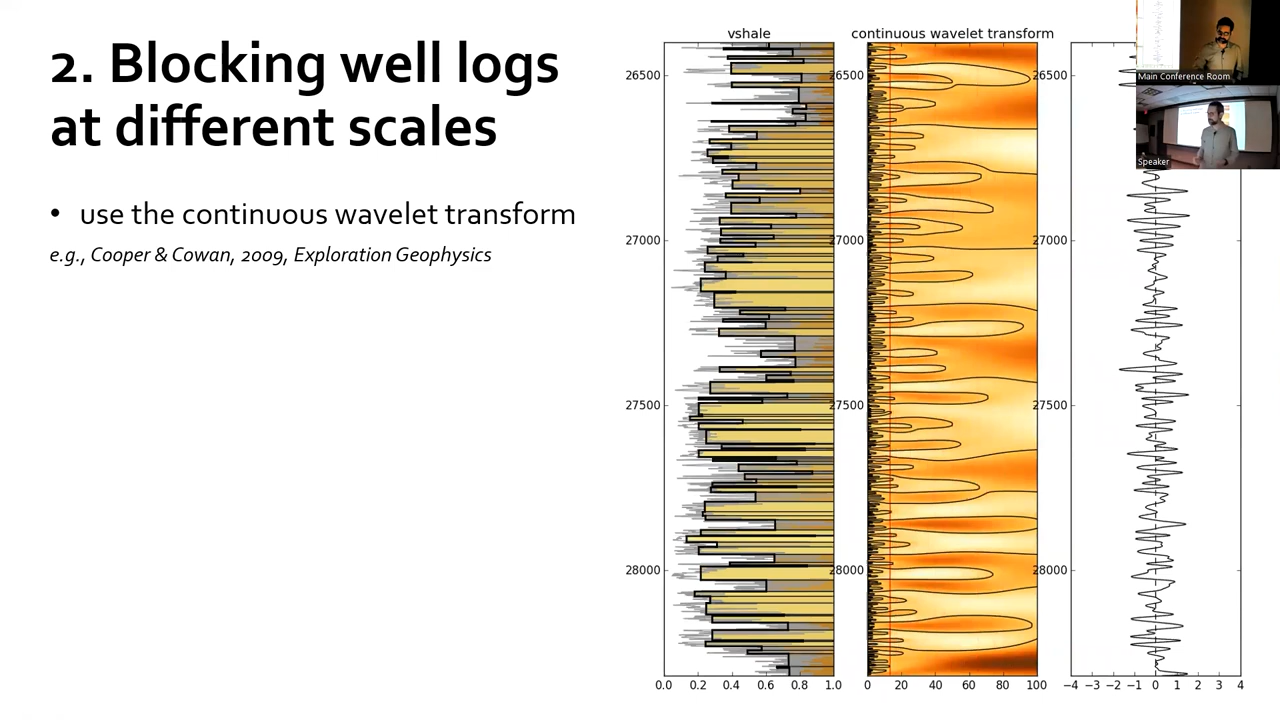 2. Blocking well logs
at different scales
• use the continuous wavelet transform
e.g., Cooper & Cowan, 2009, Exploration Geophysics
vshale
continuous wavelet transform
26500
27000
27500
28000
0.0 0.2 0.4 0.6 0.8 1.0
26500
27000
27500
28000
0 20 40 60 80 100
26500
27000
27500
28000
−4 −3 −2 −1 0 1 2 3 4
Main Conference Room
Speaker